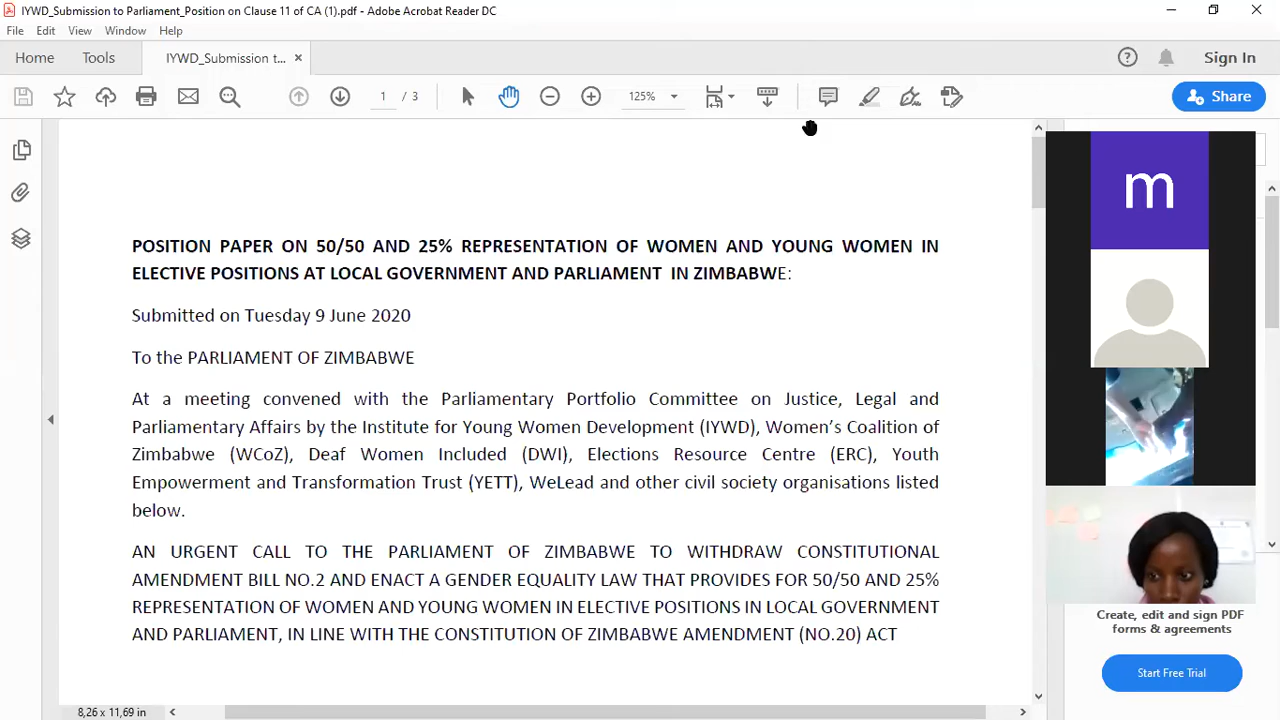 IYWD_Submission to Parliament_Position on Clause 11 of CA (1).pdf - Adobe Acrobat Reader DC
File Edit View Window Help
Home Tools IYWD_Submission t... × Sign In
1 / 3 125% Share
m
POSITION PAPER ON 50/50 AND 25% REPRESENTATION OF WOMEN AND YOUNG WOMEN IN
ELECTIVE POSITIONS AT LOCAL GOVERNMENT AND PARLIAMENT IN ZIMBABWE:
Submitted on Tuesday 9 June 2020
To the PARLIAMENT OF ZIMBABWE
At a meeting convened with the Parliamentary Portfolio Committee on Justice, Legal and
Parliamentary Affairs by the Institute for Young Women Development (IYWD), Women's Coalition of
Zimbabwe (WCoZ), Deaf Women Included (DWI), Elections Resource Centre (ERC), Youth
Empowerment and Transformation Trust (YETT), WeLead and other civil society organisations listed
below.
AN URGENT CALL TO THE PARLIAMENT OF ZIMBABWE TO WITHDRAW CONSTITUTIONAL
AMENDMENT BILL NO.2 AND ENACT A GENDER EQUALITY LAW THAT PROVIDES FOR 50/50 AND 25%
REPRESENTATION OF WOMEN AND YOUNG WOMEN IN ELECTIVE POSITIONS IN LOCAL GOVERNMENT
AND PARLIAMENT, IN LINE WITH THE CONSTITUTION OF ZIMBABWE AMENDMENT (NO.20) ACT
Create, edit and sign PDF
forms & agreements
Start Free Trial
8,26 x 11,69 in